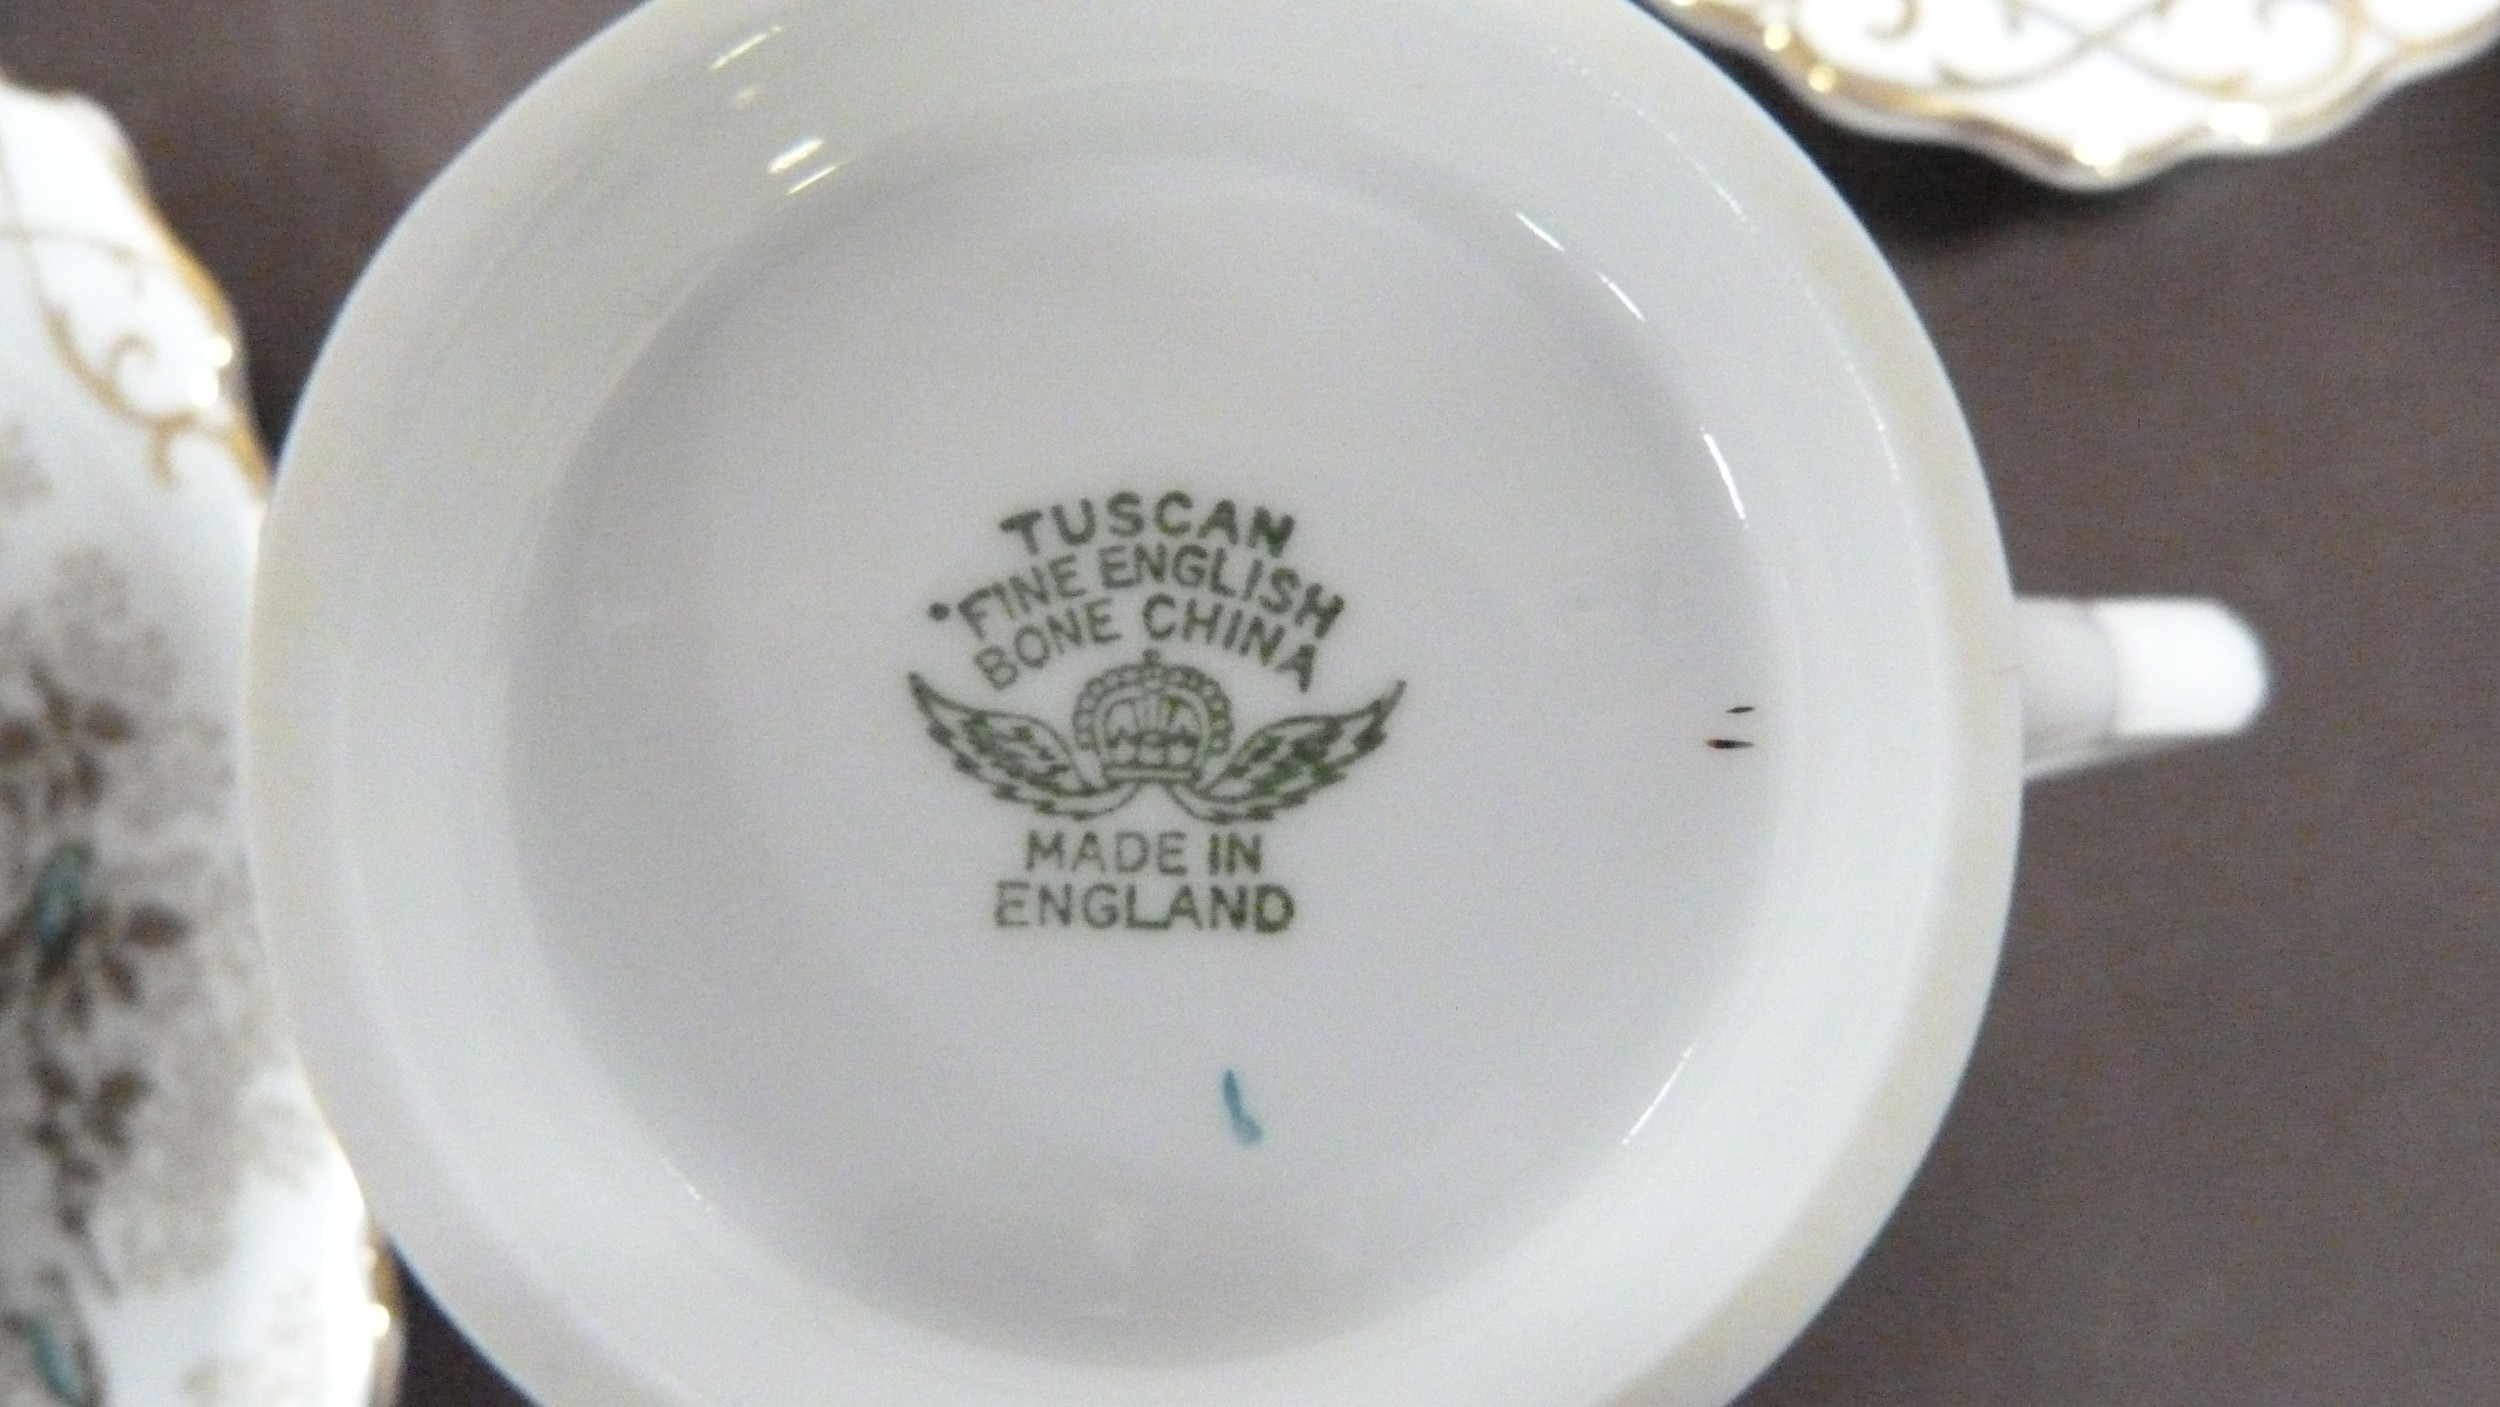 TUSCAN
FINE ENGLISH
BONE CHINA
MADE IN
ENGLAND